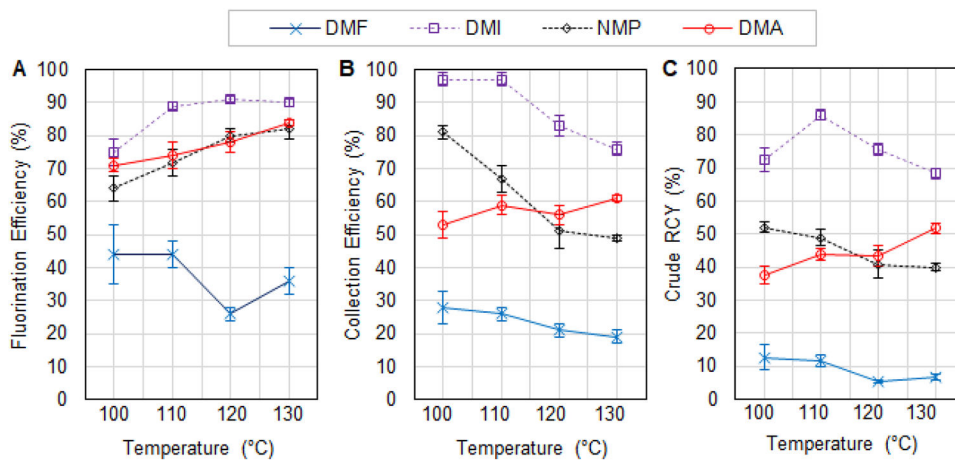 DMF DMI NMP DMA
A
Fluorination Efficiency (%)
100
90
80
70
60
50
40
30
20
10
0
100 110 120 130
Temperature (°C)
B
Collection Efficiency (%)
100
90
80
70
60
50
40
30
20
10
0
100 110 120 130
Temperature (°C)
C
Crude RCY (%)
100
90
80
70
60
50
40
30
20
10
0
100 110 120 130
Temperature (°C)